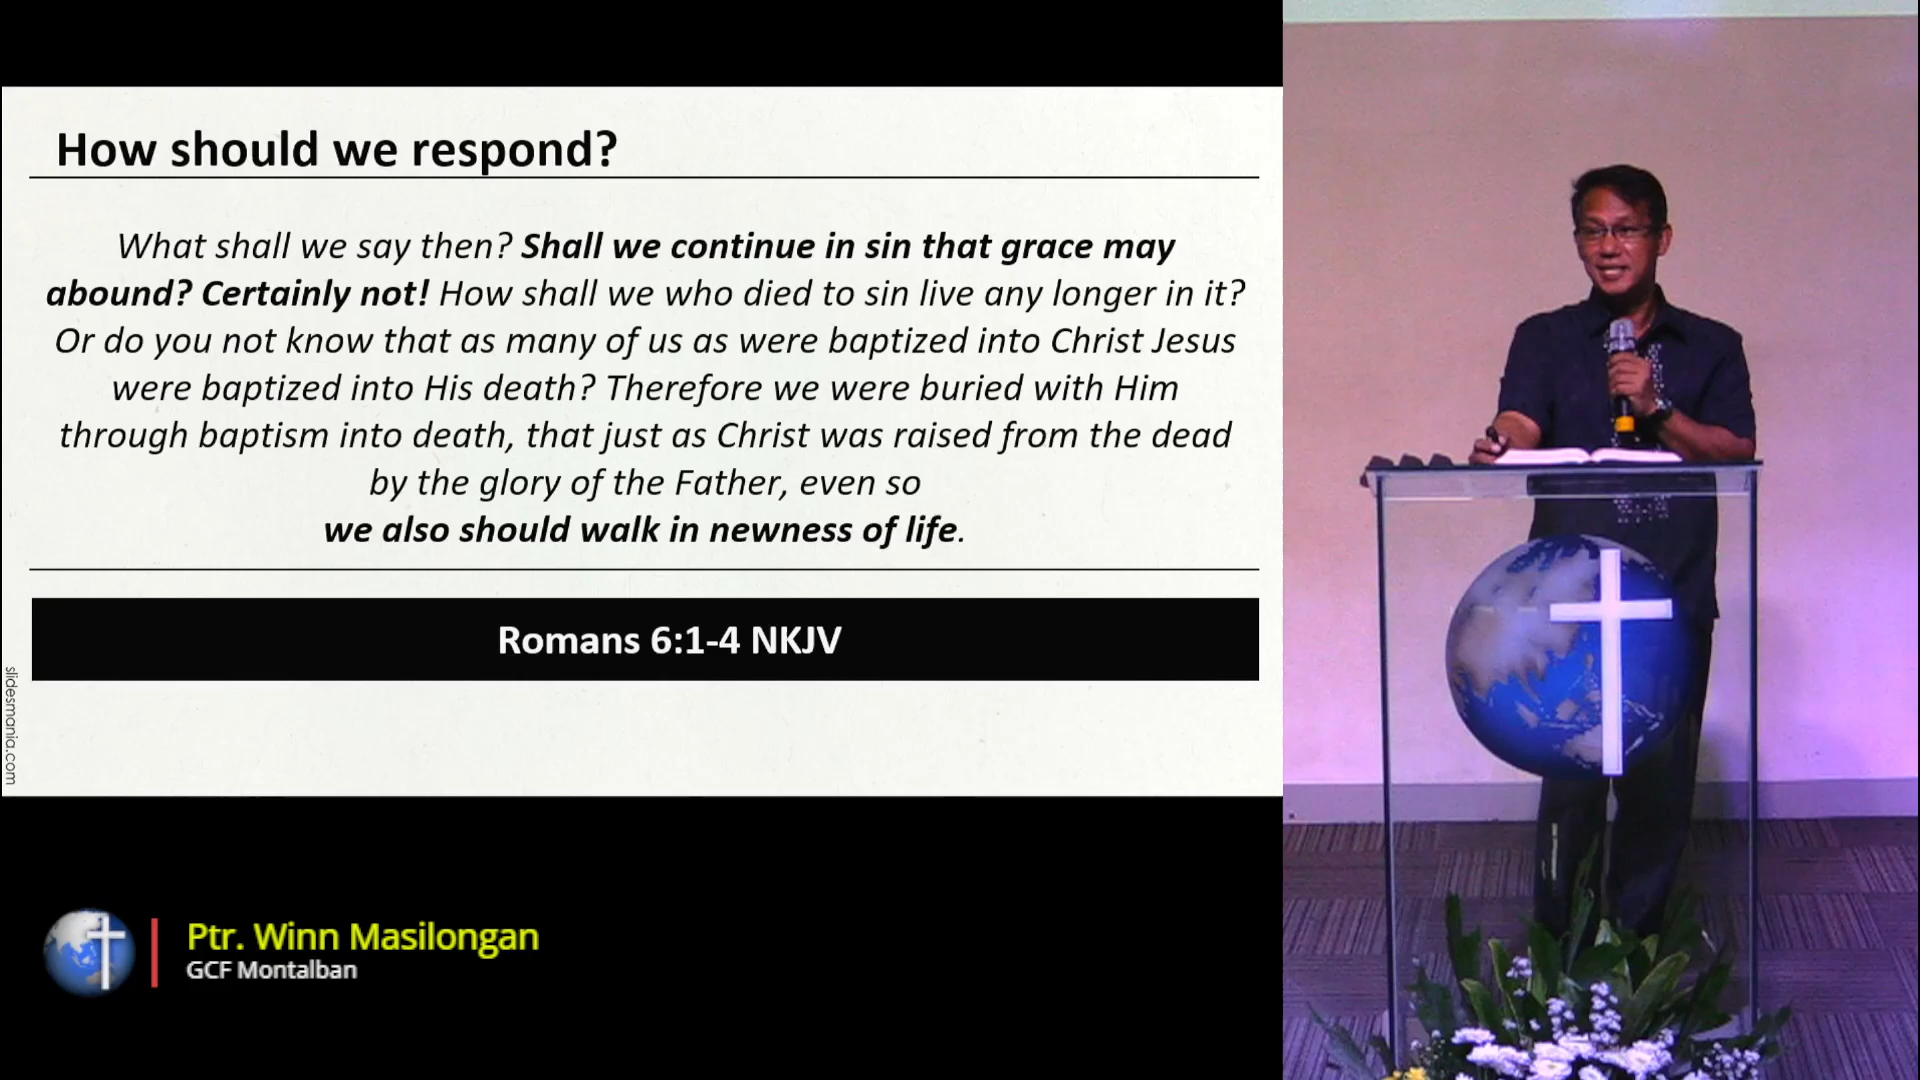 How should we respond?
What shall we say then? Shall we continue in sin that grace may
abound? Certainly not! How shall we who died to sin live any longer in it?
Or do you not know that as many of us as were baptized into Christ Jesus
were baptized into His death? Therefore we were buried with Him
through baptism into death, that just as Christ was raised from the dead
by the glory of the Father, even so
we also should walk in newness of life.
Romans 6:1-4 NKJV
slidesmania.com
Ptr. Winn Masilongan
GCF Montalban